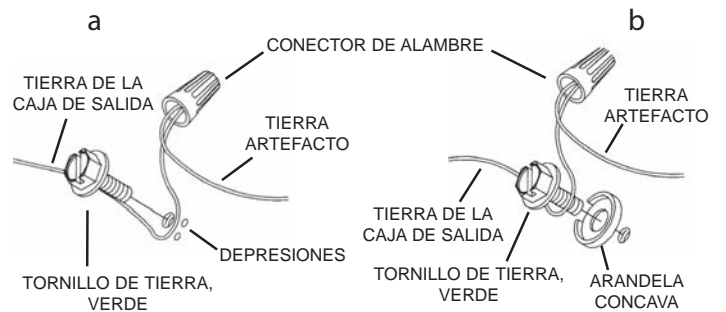 a
b
CONECTOR DE ALAMBRE
TIERRA DE LA
CAJA DE SALIDA
TIERRA
ARTEFACTO
DEPRESIONES
TORNILLO DE TIERRA,
VERDE
TIERRA
ARTEFACTO
TIERRA DE LA
CAJA DE SALIDA
TORNILLO DE TIERRA,
VERDE
ARANDELA
CONCAVA